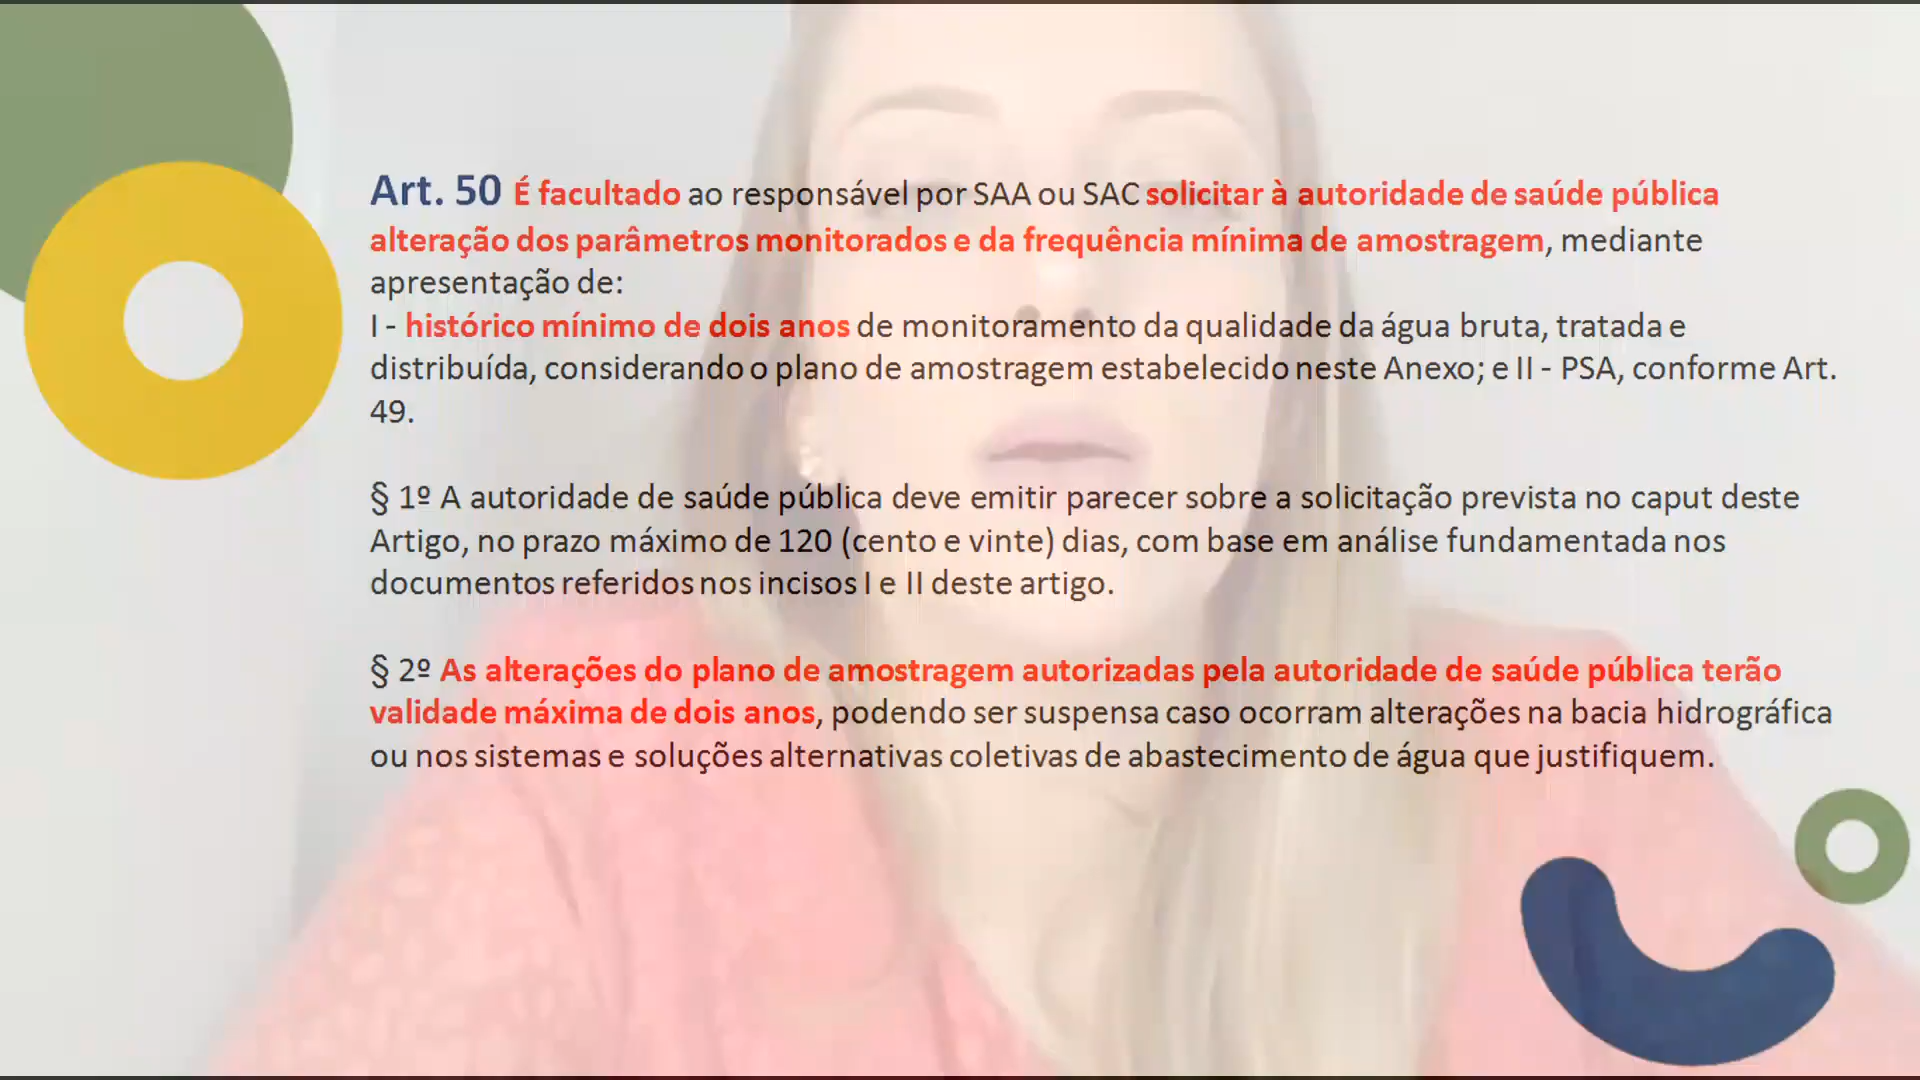 Art. 50 É facultado ao responsável por SAA ou SAC solicitar à autoridade de saúde pública
alteração dos parâmetros monitorados e da frequência mínima de amostragem, mediante
apresentação de:
I - histórico mínimo de dois anos de monitoramento da qualidade da água bruta, tratada e
distribuída, considerando o plano de amostragem estabelecido neste Anexo; e II - PSA, conforme Art.
49.
§ 1º A autoridade de saúde pública deve emitir parecer sobre a solicitação prevista no caput deste
Artigo, no prazo máximo de 120 (cento e vinte) dias, com base em análise fundamentada nos
documentos referidos nos incisos I e II deste artigo.
§ 2º As alterações do plano de amostragem autorizadas pela autoridade de saúde pública terão
validade máxima de dois anos, podendo ser suspensa caso ocorram alterações na bacia hidrográfica
ou nos sistemas e soluções alternativas coletivas de abastecimento de água que justifiquem.